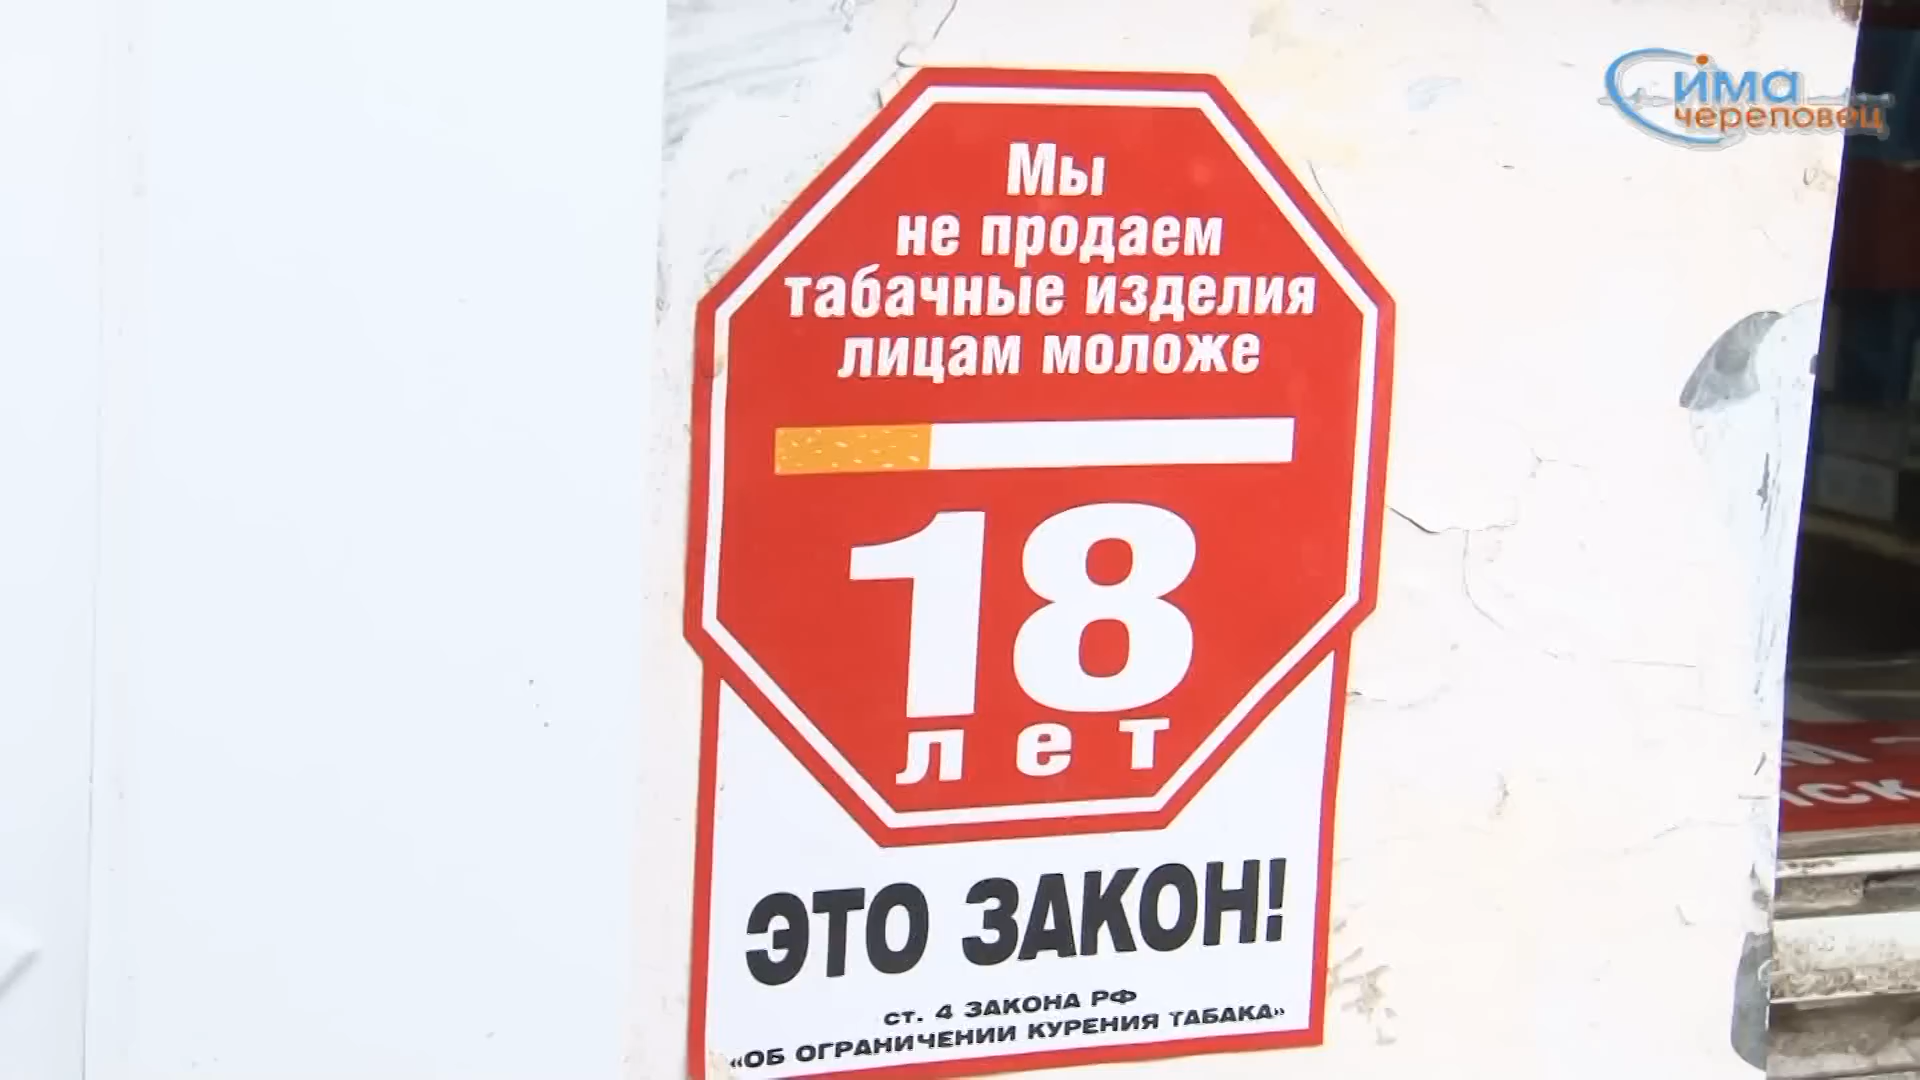 Сима
череповец
Мы
не продаем
табачные изделия
лицам моложе
18
лет
ЭТО ЗАКОН!
ст. 4 ЗАКОНА РФ
«ОБ ОГРАНИЧЕНИИ КУРЕНИЯ ТАБАКА»